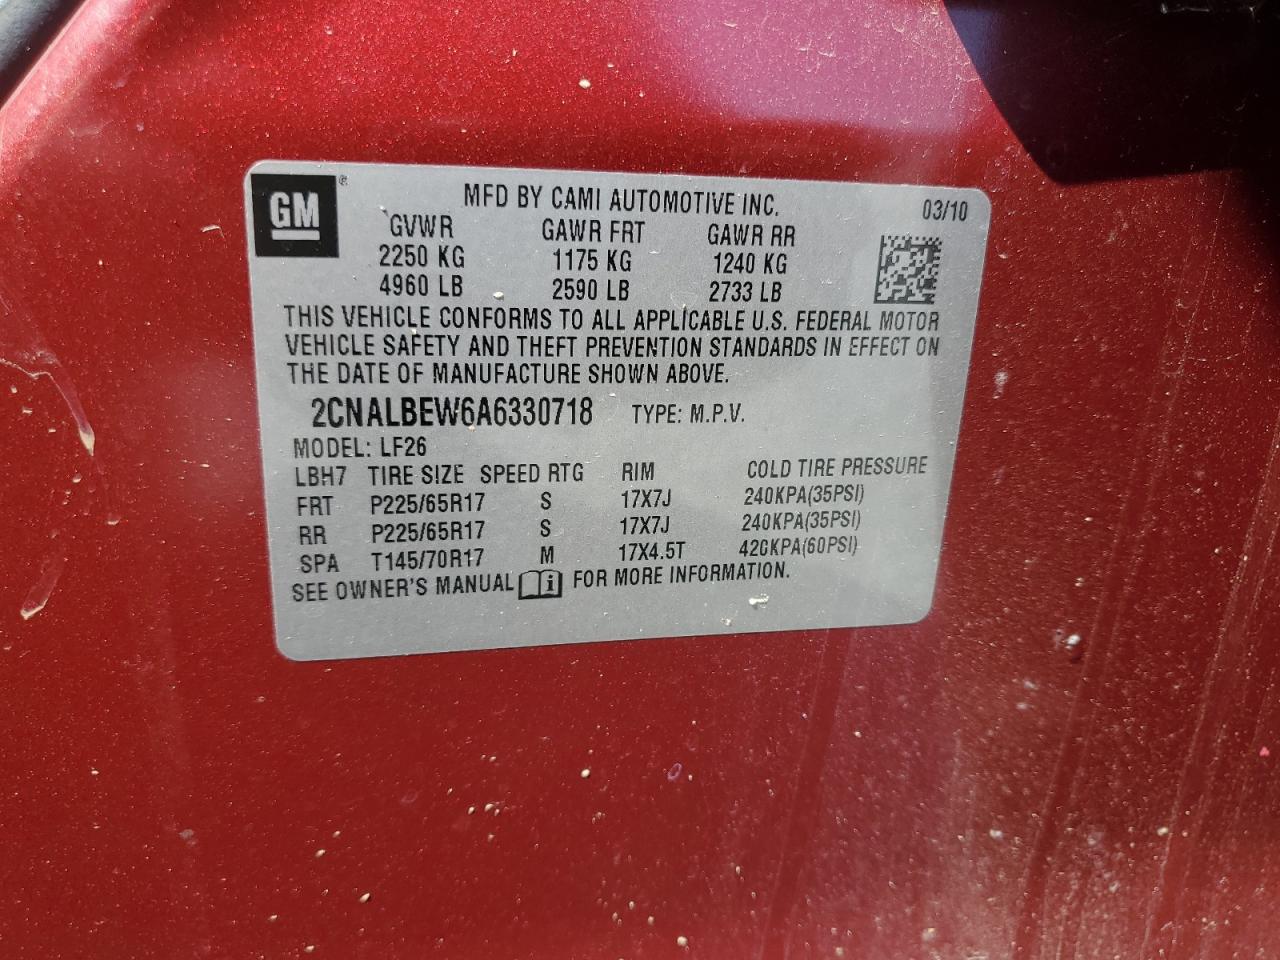 GM ® MFD BY CAMI AUTOMOTIVE INC. 03/10
GVWR GAWR FRT GAWR RR
2250 KG 1175 KG 1240 KG
4960 LB 2590 LB 2733 LB
THIS VEHICLE CONFORMS TO ALL APPLICABLE U.S. FEDERAL MOTOR
VEHICLE SAFETY AND THEFT PREVENTION STANDARDS IN EFFECT ON
THE DATE OF MANUFACTURE SHOWN ABOVE.
2CNALBEW6A6330718 TYPE: M.P.V.
MODEL: LF26
LBH7 TIRE SIZE SPEED RTG RIM COLD TIRE PRESSURE
FRT P225/65R17 S 17X7J 240KPA(35PSI)
RR P225/65R17 S 17X7J 240KPA(35PSI)
SPA T145/70R17 M 17X4.5T 420KPA(60PSI)
SEE OWNER'S MANUAL i FOR MORE INFORMATION.